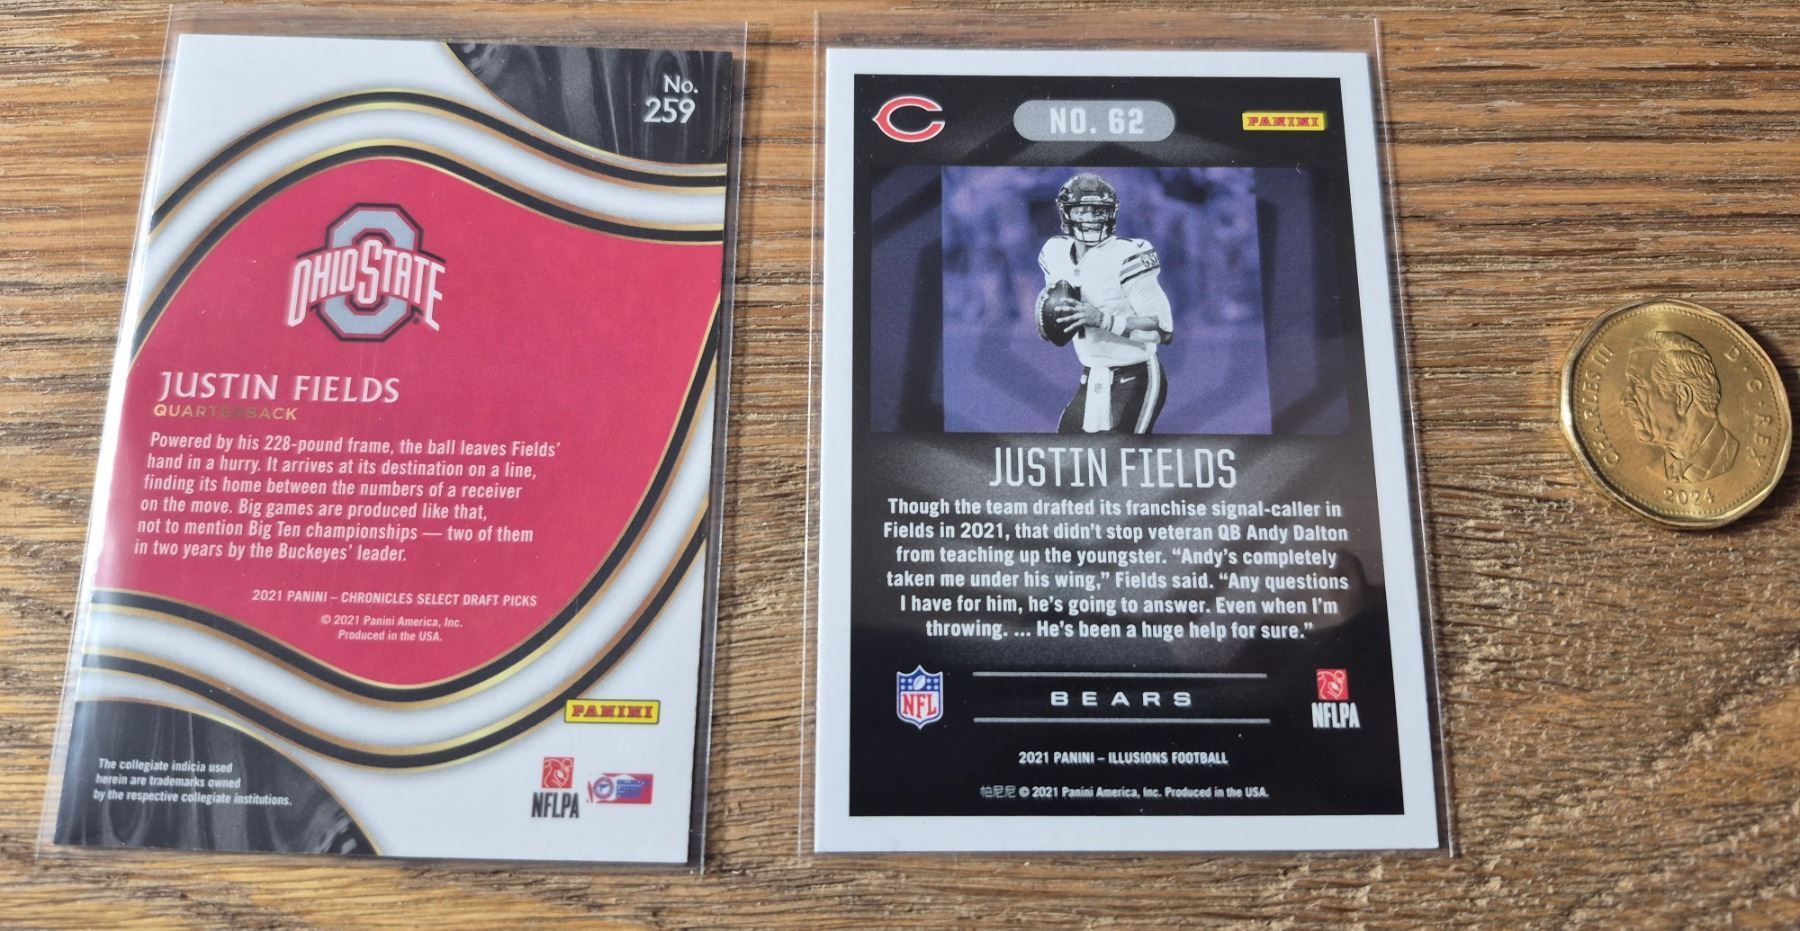 No.
259
OHIO STATE
JUSTIN FIELDS
QUARTERBACK
Powered by his 228-pound frame, the ball leaves Fields'
hand in a hurry. It arrives at its destination on a line,
finding its home between the numbers of a receiver
on the move. Big games are produced like that,
not to mention Big Ten championships — two of them
in two years by the Buckeyes' leader.
2021 PANINI – CHRONICLES SELECT DRAFT PICKS
© 2021 Panini America, Inc.
Produced in the USA.
PANINI
The collegiate indicia used
herein are trademarks owned
by the respective collegiate institutions.
NFLPA
C
NO. 62
PANINI
JUSTIN FIELDS
Though the team drafted its franchise signal-caller in
Fields in 2021, that didn't stop veteran QB Andy Dalton
from teaching up the youngster. “Andy's completely
taken me under his wing,” Fields said. “Any questions
I have for him, he's going to answer. Even when I'm
throwing. ... He's been a huge help for sure.”
NFL
BEARS
NFLPA
2021 PANINI – ILLUSIONS FOOTBALL
帕尼尼 © 2021 Panini America, Inc. Produced in the USA.
CHARLES III D. G. REX
2024